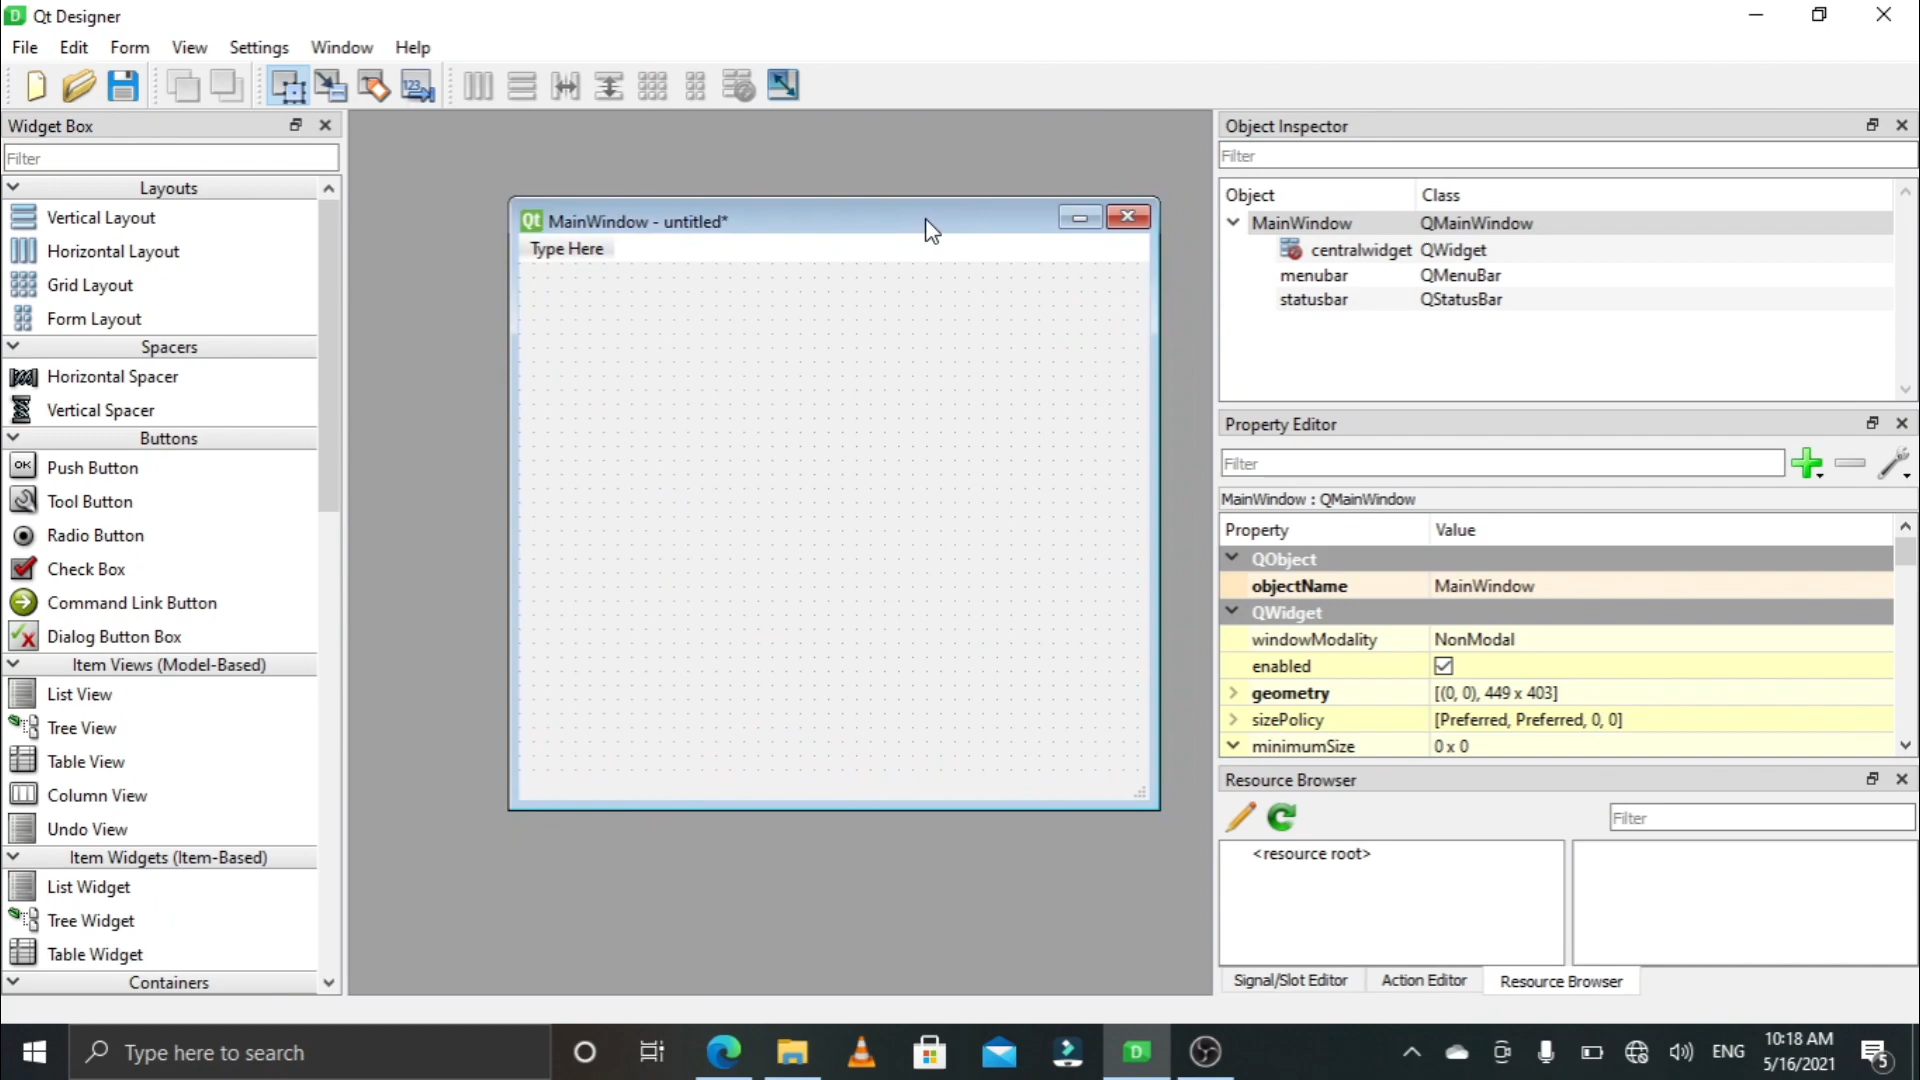 Qt Designer
File Edit Form View Settings Window Help
Widget Box
Filter
Layouts
Vertical Layout
Horizontal Layout
Grid Layout
Form Layout
Spacers
Horizontal Spacer
Vertical Spacer
Buttons
OK Push Button
Tool Button
Radio Button
Check Box
Command Link Button
Dialog Button Box
Item Views (Model-Based)
List View
Tree View
Table View
Column View
Undo View
Item Widgets (Item-Based)
List Widget
Tree Widget
Table Widget
Containers
Qt MainWindow - untitled*
Type Here
Object Inspector
Filter
Object Class
MainWindow QMainWindow
centralwidget QWidget
menubar QMenuBar
statusbar QStatusBar
Property Editor
Filter
MainWindow : QMainWindow
Property Value
QObject
objectName MainWindow
QWidget
windowModality NonModal
enabled
geometry [(0, 0), 449 x 403]
sizePolicy [Preferred, Preferred, 0, 0]
minimumSize 0 x 0
Resource Browser
Filter
<resource root>
Signal/Slot Editor Action Editor Resource Browser
Type here to search
ENG
10:18 AM
5/16/2021
5